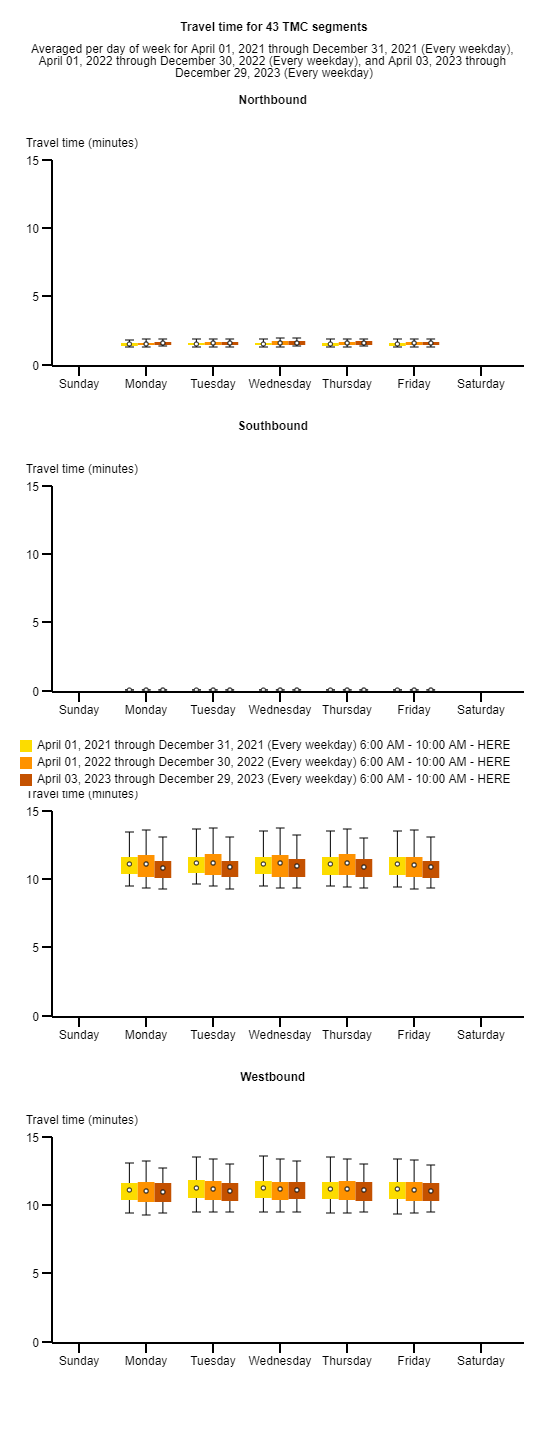 Travel time for 43 TMC segments
Averaged per day of week for April 01, 2021 through December 31, 2021 (Every weekday),
April 01, 2022 through December 30, 2022 (Every weekday), and April 03, 2023 through
December 29, 2023 (Every weekday)
Northbound
Travel time (minutes)
15
10
5
0
Sunday Monday Tuesday Wednesday Thursday Friday Saturday
Southbound
Travel time (minutes)
15
10
5
0
Sunday Monday Tuesday Wednesday Thursday Friday Saturday
April 01, 2021 through December 31, 2021 (Every weekday) 6:00 AM - 10:00 AM - HERE
April 01, 2022 through December 30, 2022 (Every weekday) 6:00 AM - 10:00 AM - HERE
April 03, 2023 through December 29, 2023 (Every weekday) 6:00 AM - 10:00 AM - HERE
Travel time (minutes)
15
10
5
0
Sunday Monday Tuesday Wednesday Thursday Friday Saturday
Westbound
Travel time (minutes)
15
10
5
0
Sunday Monday Tuesday Wednesday Thursday Friday Saturday